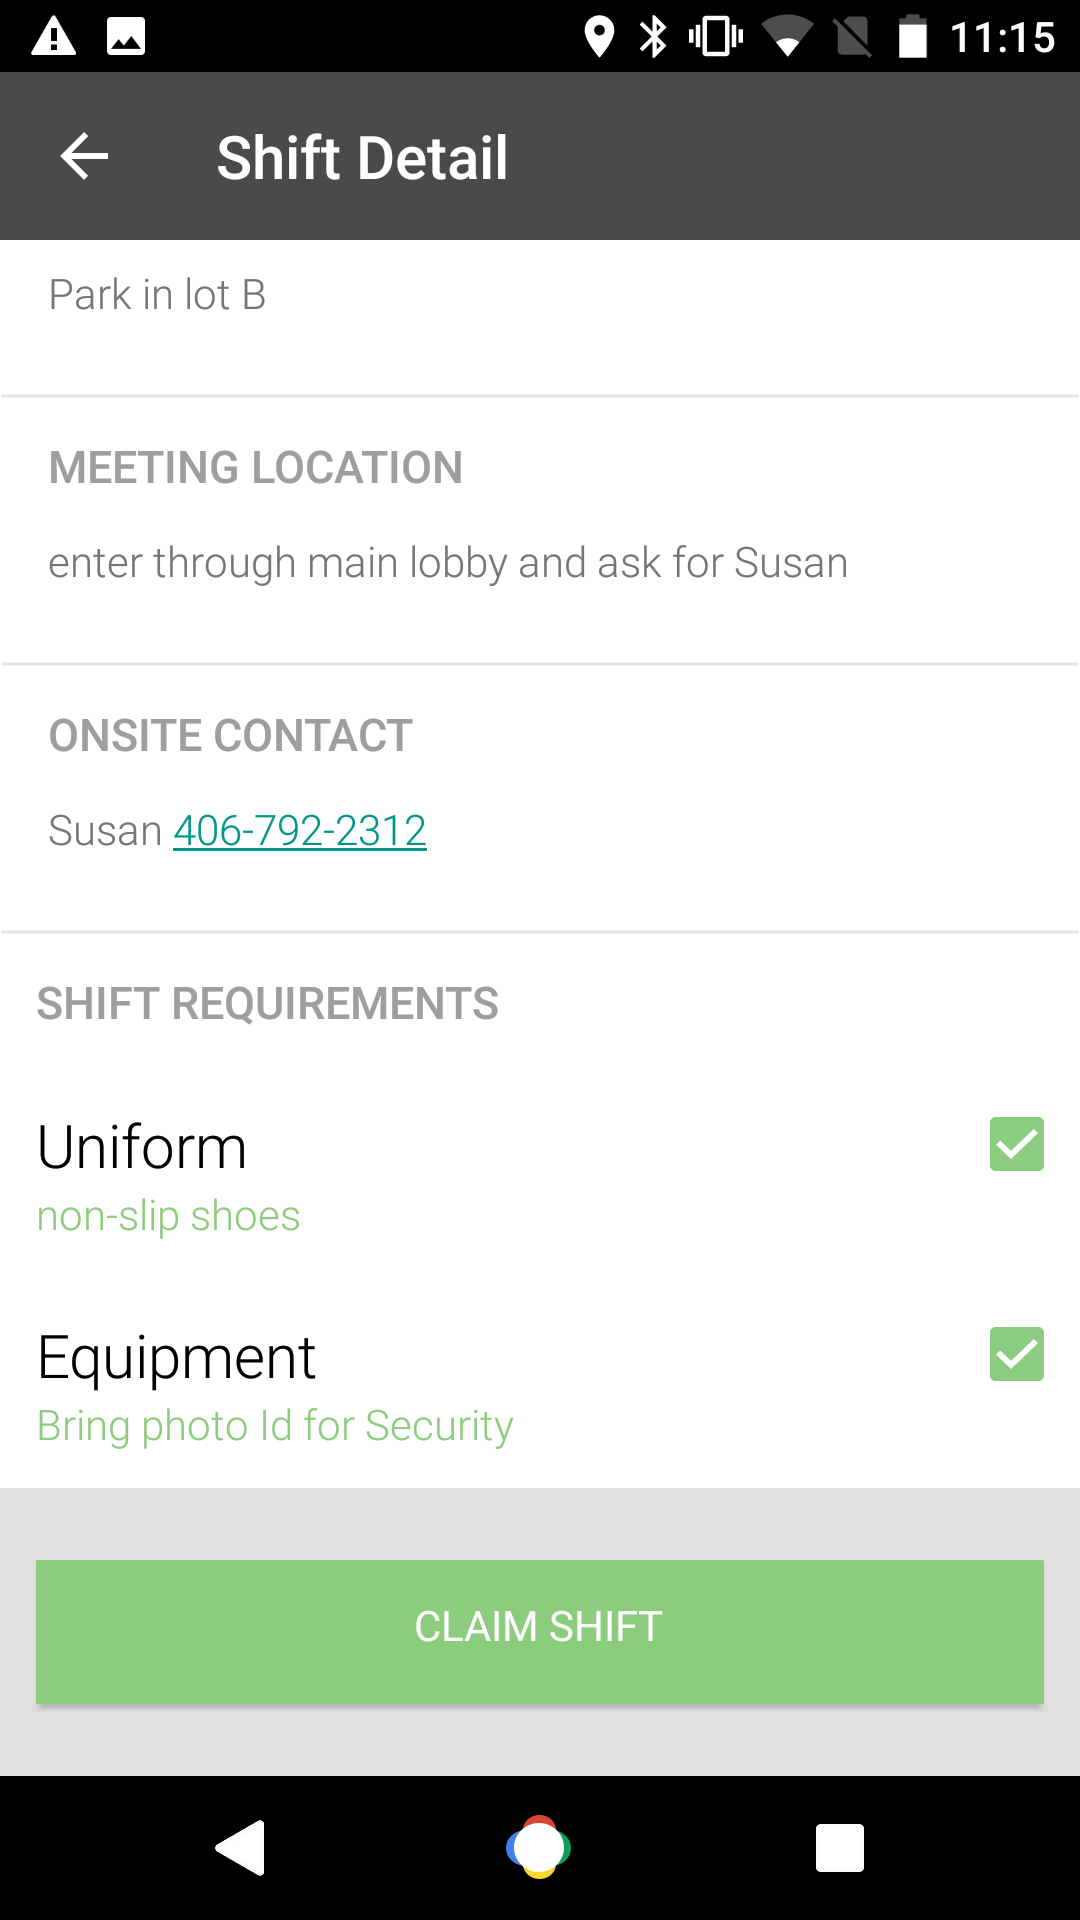 11:15
Shift Detail
Park in lot B
MEETING LOCATION
enter through main lobby and ask for Susan
ONSITE CONTACT
Susan 406-792-2312
SHIFT REQUIREMENTS
Uniform
non-slip shoes
Equipment
Bring photo Id for Security
CLAIM SHIFT